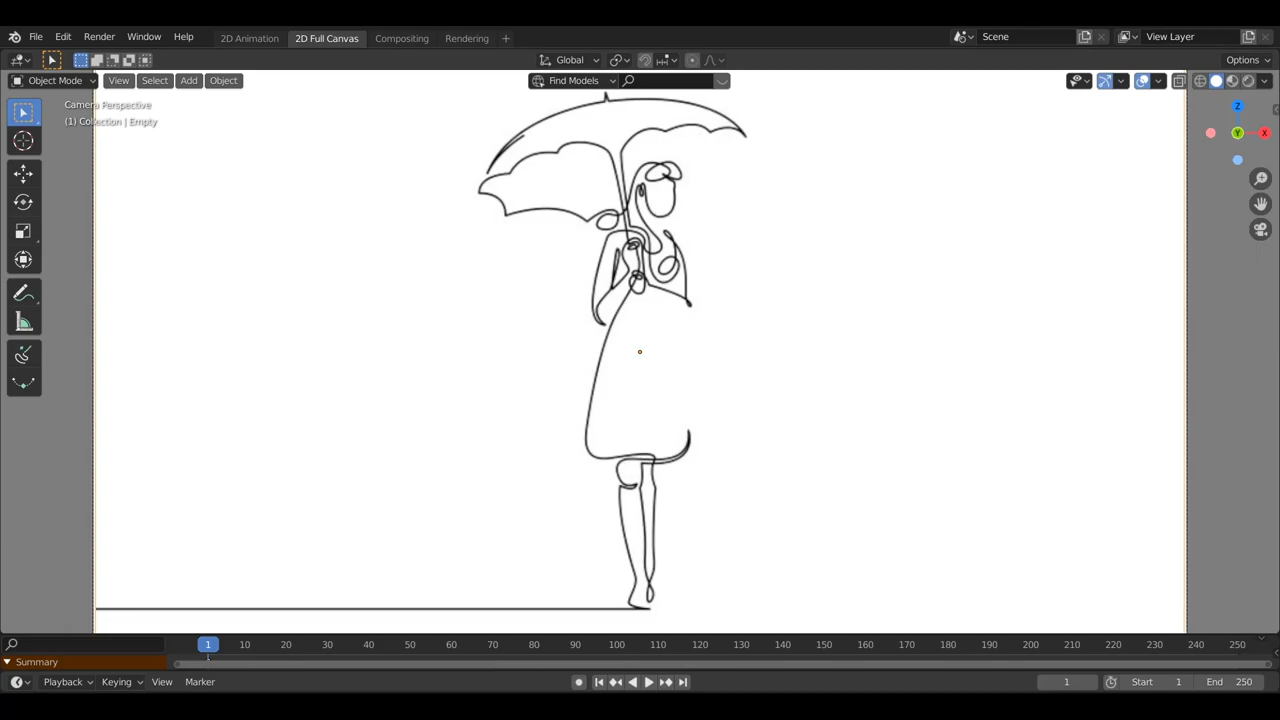 File Edit Render Window Help 2D Animation 2D Full Canvas Compositing Rendering + Scene View Layer
Global Options
Object Mode View Select Add Object Find Models
Camera Perspective
(1) Collection | Empty
Z
Y X
1 10 20 30 40 50 60 70 80 90 100 110 120 130 140 150 160 170 180 190 200 210 220 230 240 250
Summary
Playback Keying View Marker 1 Start 1 End 250